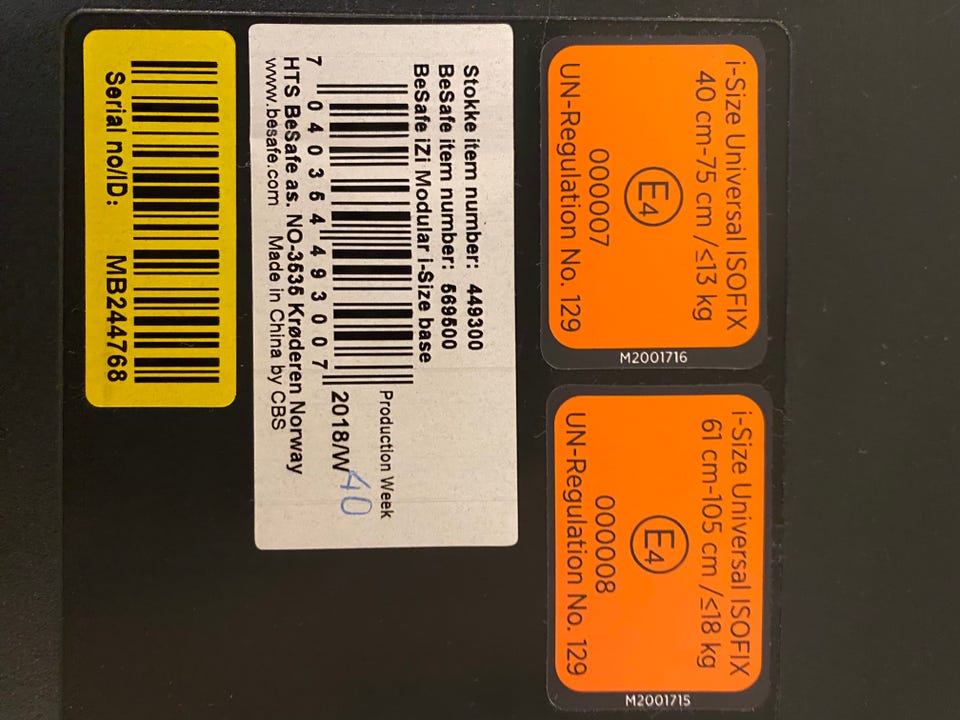 i-Size Universal ISOFIX
40 cm-75 cm /≤13 kg
E4
000007
UN-Regulation No. 129
M2001716
i-Size Universal ISOFIX
61 cm-105 cm /≤18 kg
E4
000008
UN-Regulation No. 129
M2001715
Stokke item number: 449300
BeSafe item number: 569500
BeSafe iZi Modular i-Size base
Production Week
2018/W 40
7 040354 493007
HTS BeSafe as. NO-3535 Krøderen Norway
www.besafe.com Made in China by CBS
Serial no/ID: MB244768